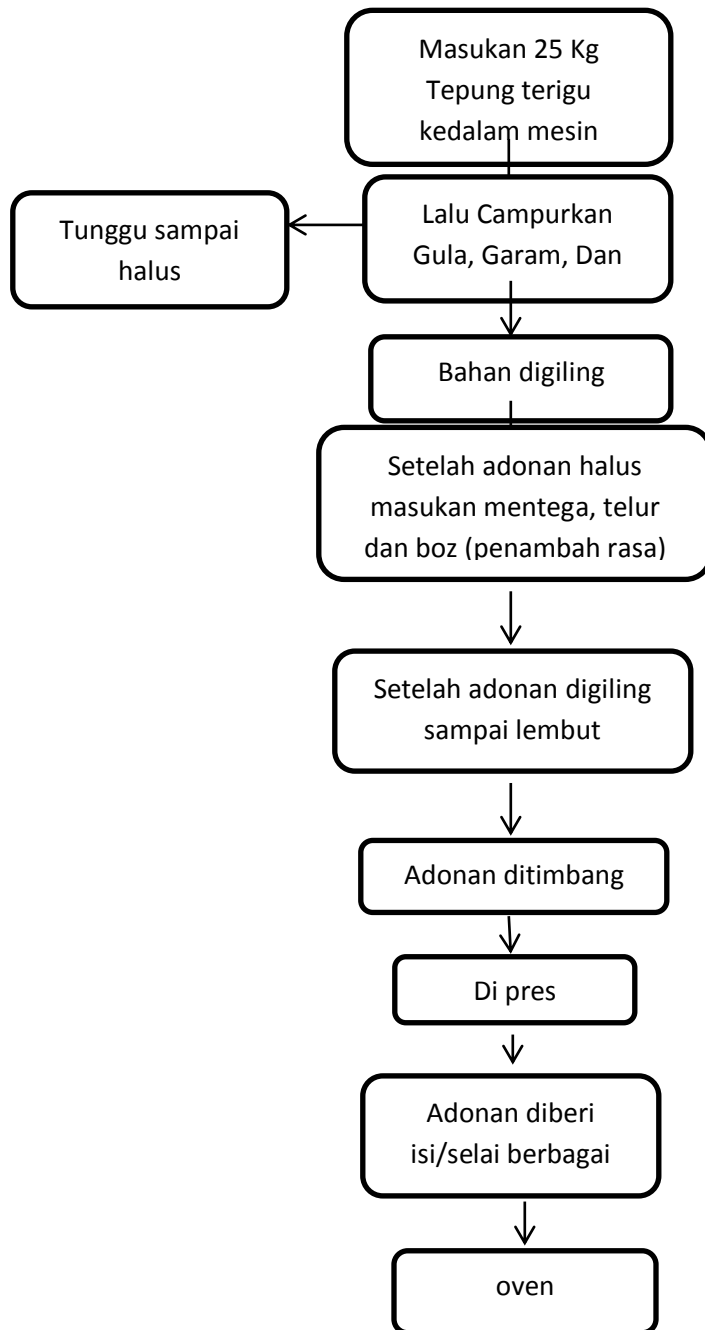 Masukan 25 Kg
Tepung terigu
kedalam mesin
Lalu Campurkan
Gula, Garam, Dan
Tunggu sampai
halus
Bahan digiling
Setelah adonan halus
masukan mentega, telur
dan boz (penambah rasa)
Setelah adonan digiling
sampai lembut
Adonan ditimbang
Di pres
Adonan diberi
isi/selai berbagai
oven